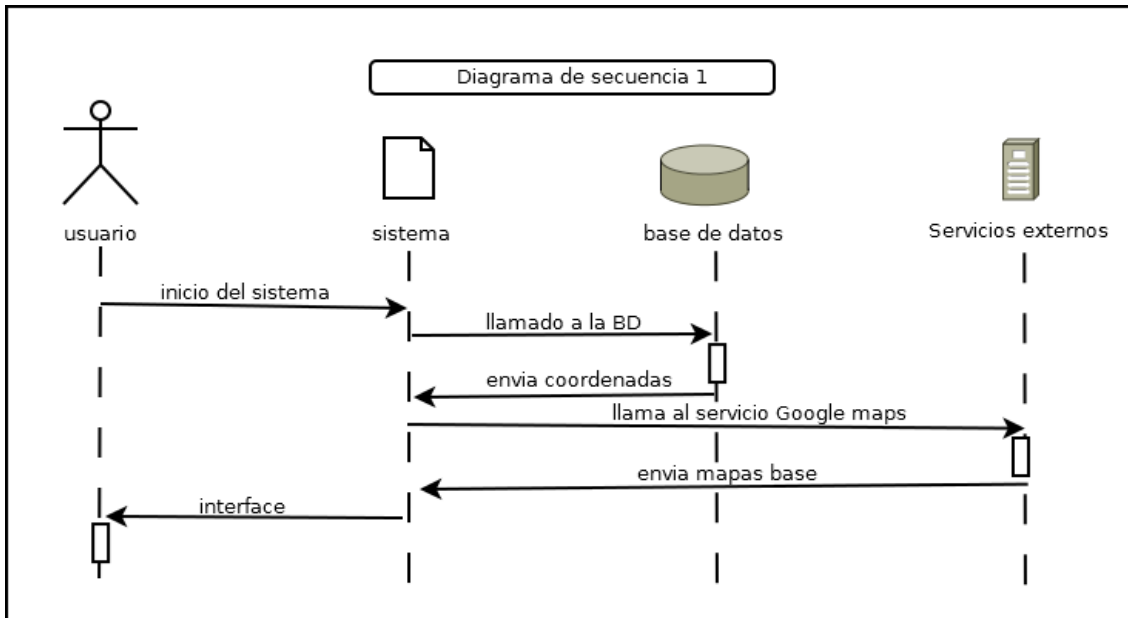 Diagrama de secuencia 1
usuario
sistema
base de datos
Servicios externos
inicio del sistema
llamado a la BD
envia coordenadas
llama al servicio Google maps
envia mapas base
interface